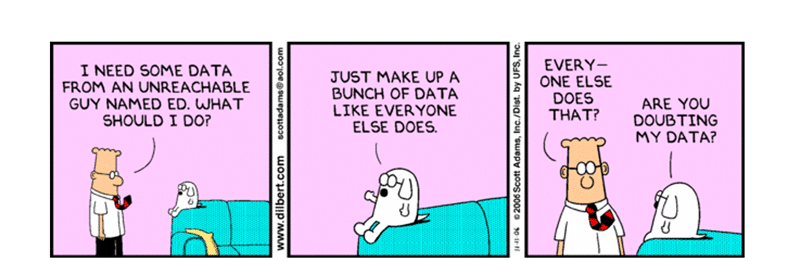 I NEED SOME DATA
FROM AN UNREACHABLE
GUY NAMED ED. WHAT
SHOULD I DO?
www.dilbert.com scottadams@aol.com
JUST MAKE UP A
BUNCH OF DATA
LIKE EVERYONE
ELSE DOES.
© 2006 Scott Adams, Inc./Dist. by UFS, Inc.
EVERY—
ONE ELSE
DOES
THAT?
ARE YOU
DOUBTING
MY DATA?